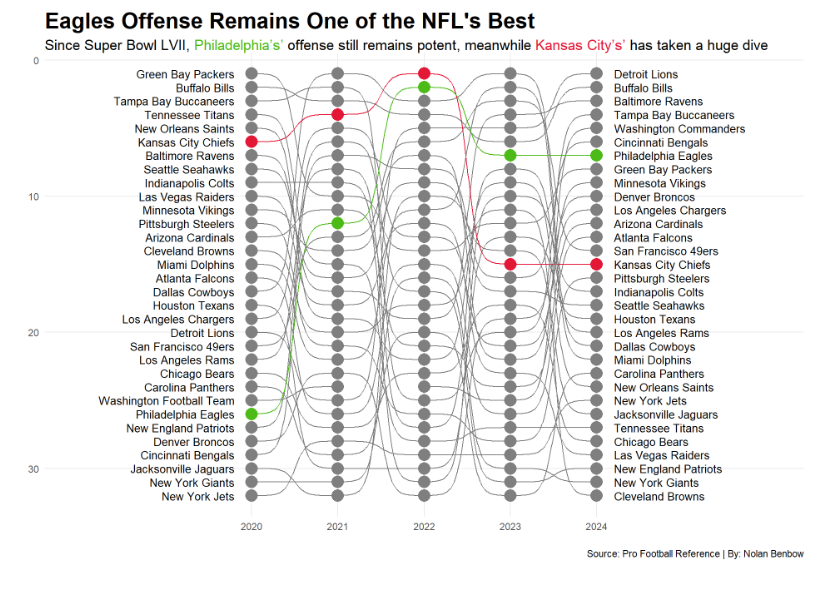 Eagles Offense Remains One of the NFL's Best
Since Super Bowl LVII, Philadelphia's' offense still remains potent, meanwhile Kansas City's' has taken a huge dive
0
Green Bay Packers
Buffalo Bills
Tampa Bay Buccaneers
Tennessee Titans
New Orleans Saints
Kansas City Chiefs
Baltimore Ravens
Seattle Seahawks
Indianapolis Colts
10
Las Vegas Raiders
Minnesota Vikings
Pittsburgh Steelers
Arizona Cardinals
Cleveland Browns
Miami Dolphins
Atlanta Falcons
Dallas Cowboys
Houston Texans
Los Angeles Chargers
20
Detroit Lions
San Francisco 49ers
Los Angeles Rams
Chicago Bears
Carolina Panthers
Washington Football Team
Philadelphia Eagles
New England Patriots
Denver Broncos
Cincinnati Bengals
30
Jacksonville Jaguars
New York Giants
New York Jets
Detroit Lions
Buffalo Bills
Baltimore Ravens
Tampa Bay Buccaneers
Washington Commanders
Cincinnati Bengals
Philadelphia Eagles
Green Bay Packers
Minnesota Vikings
Denver Broncos
Los Angeles Chargers
Arizona Cardinals
Atlanta Falcons
San Francisco 49ers
Kansas City Chiefs
Pittsburgh Steelers
Indianapolis Colts
Seattle Seahawks
Houston Texans
Los Angeles Rams
Dallas Cowboys
Miami Dolphins
Carolina Panthers
New Orleans Saints
New York Jets
Jacksonville Jaguars
Tennessee Titans
Chicago Bears
Las Vegas Raiders
New England Patriots
New York Giants
Cleveland Browns
2020 2021 2022 2023 2024
Source: Pro Football Reference | By: Nolan Benbow